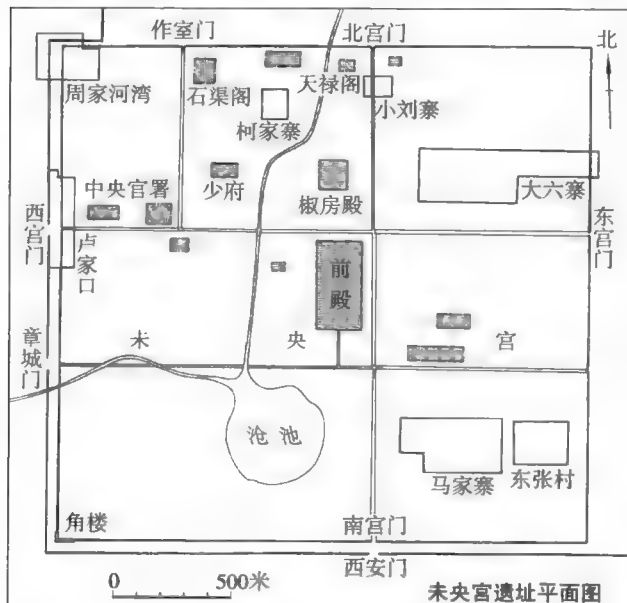 作室门
北宫门
北
周家河湾
石渠阁
天禄阁
小刘寨
柯家寨
中央官署
少府
椒房殿
大六寨
西宫门
东宫门
卢家口
前殿
章城门
未央宫
沧池
马家寨
东张村
角楼
南宫门
西安门
0 500米
未央宫遗址平面图